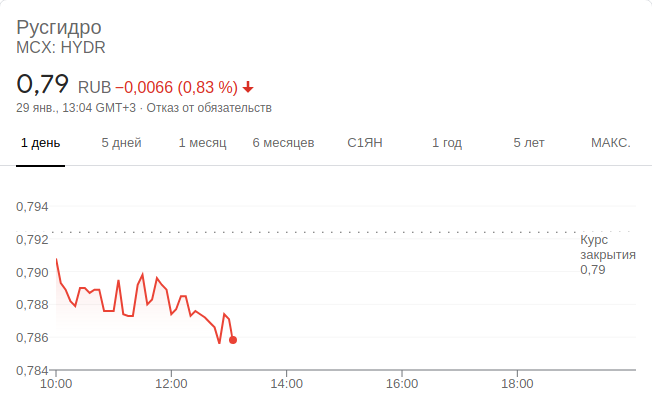 Русгидро
MCX: HYDR
0,79 RUB −0,0066 (0,83 %)
29 янв., 13:04 GMT+3 · Отказ от обязательств
1 день 5 дней 1 месяц 6 месяцев С1ЯН 1 год 5 лет МАКС.
0,794
0,792
Курс
закрытия
0,79
0,790
0,788
0,786
0,784
10:00 12:00 14:00 16:00 18:00